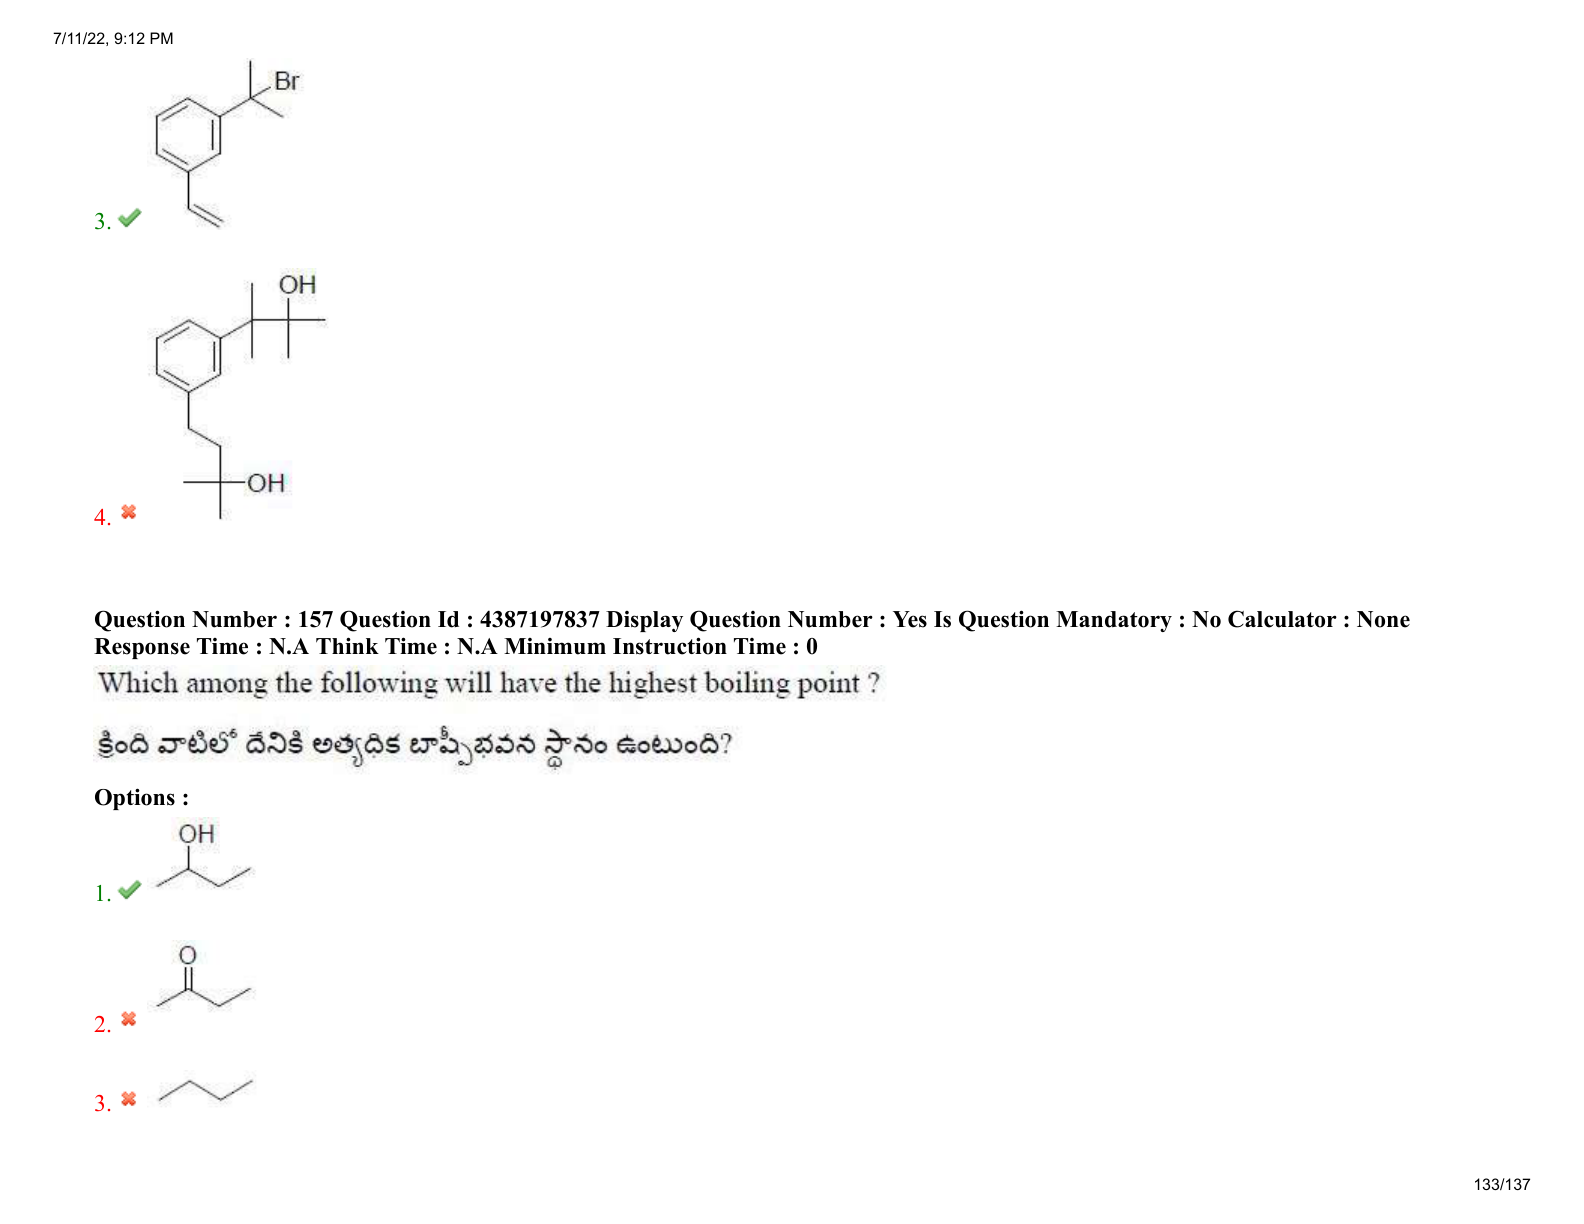 7/11/22, 9:12 PM
Br
3.
OH
OH
4.
Question Number : 157 Question Id : 4387197837 Display Question Number : Yes Is Question Mandatory : No Calculator : None
Response Time : N.A Think Time : N.A Minimum Instruction Time : 0
Which among the following will have the highest boiling point ?
క్రింది వాటిలో దేనికి అత్యధిక బాష్పీభవన స్థానం ఉంటుంది?
Options :
OH
1.
O
2.
3.
133/137